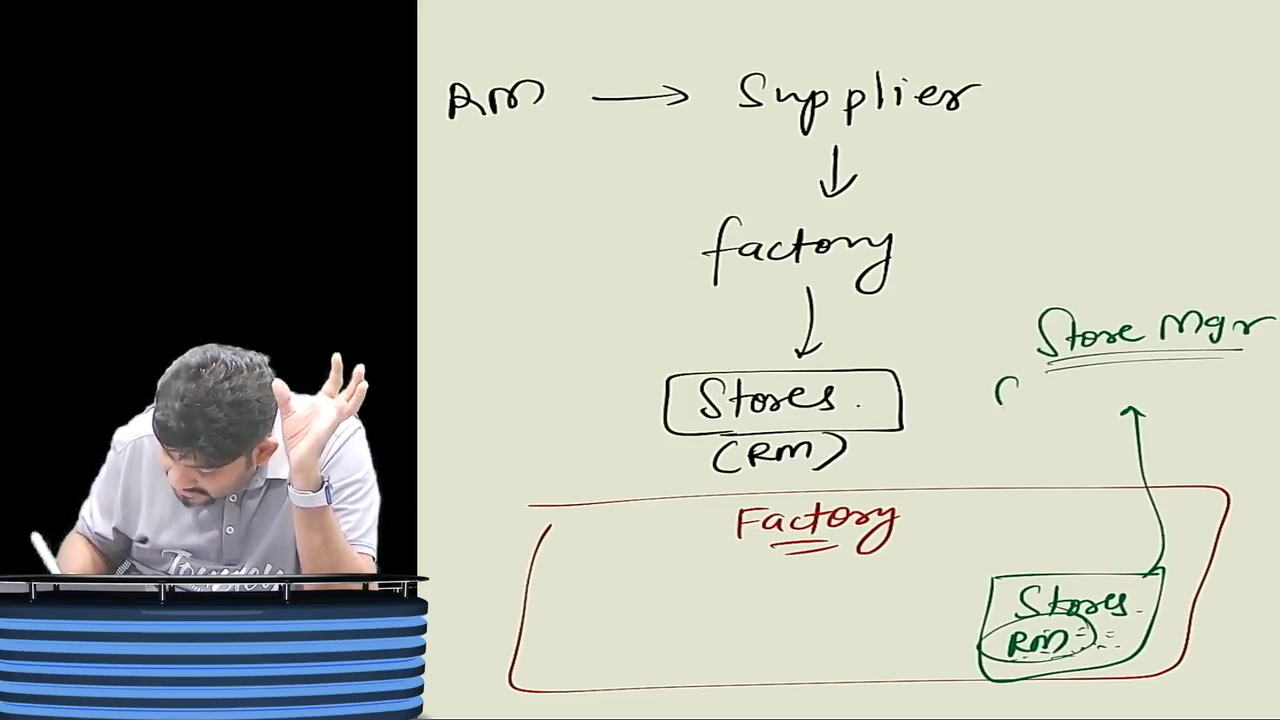 RM → Supplier
↓
factory
↓
Store Mgr
Stores.
(RM)
Factory
Stores.
RM